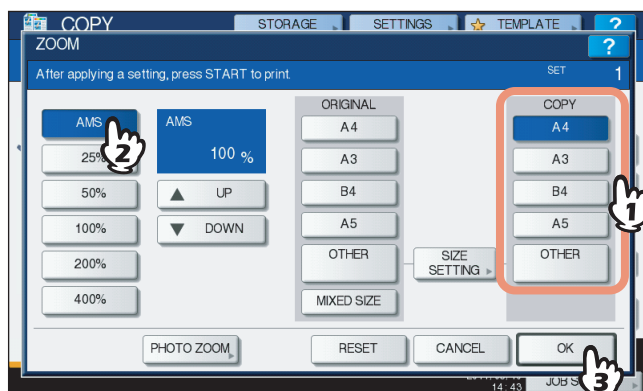 COPY STORAGE SETTINGS TEMPLATE ?
ZOOM ?
After applying a setting, press START to print. SET 1
ORIGINAL COPY
AMS AMS A4 A4
2
25% 100 % A3 A3
50% UP B4 B4
1
100% DOWN A5 A5
200% OTHER SIZE SETTING OTHER
400% MIXED SIZE
PHOTO ZOOM RESET CANCEL OK
3
14:43 JOB S